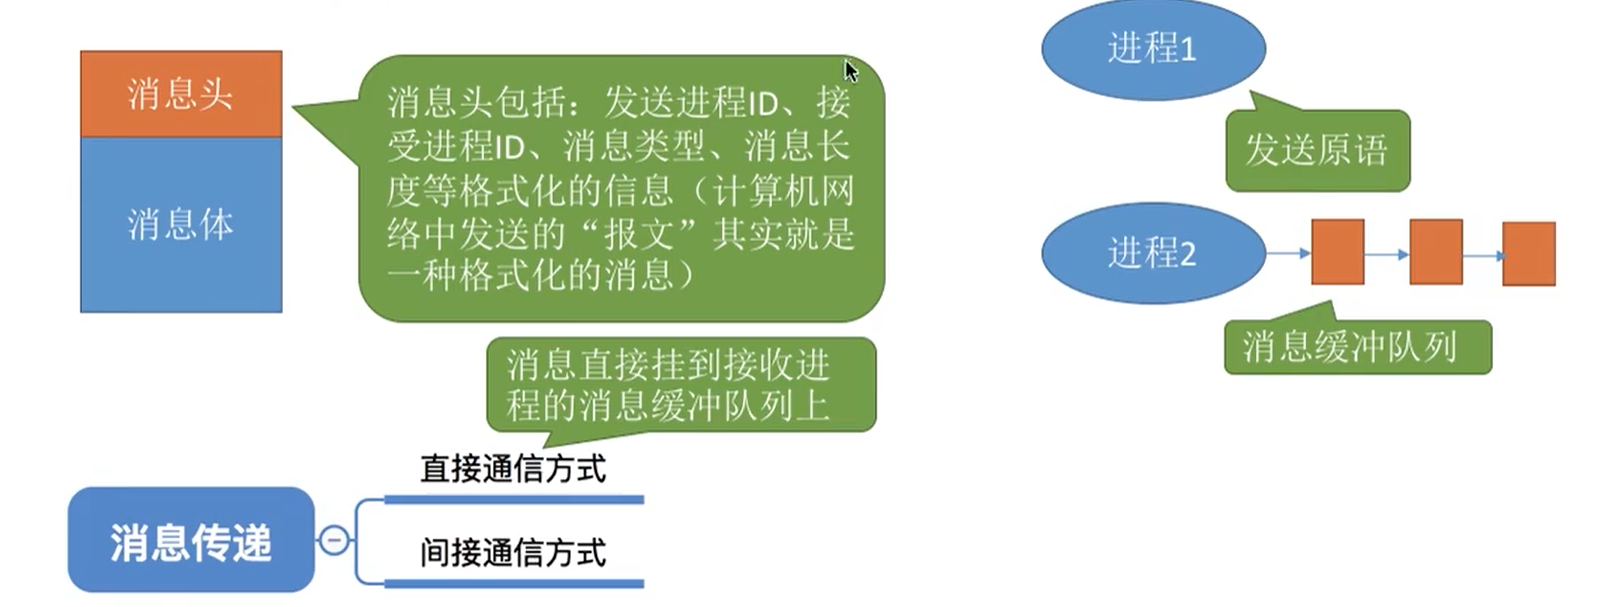 消息头
消息体
消息头包括：发送进程ID、接
受进程ID、消息类型、消息长
度等格式化的信息（计算机网
络中发送的“报文”其实就是
一种格式化的消息）
进程1
发送原语
进程2
消息缓冲队列
消息直接挂到接收进
程的消息缓冲队列上
直接通信方式
消息传递
间接通信方式